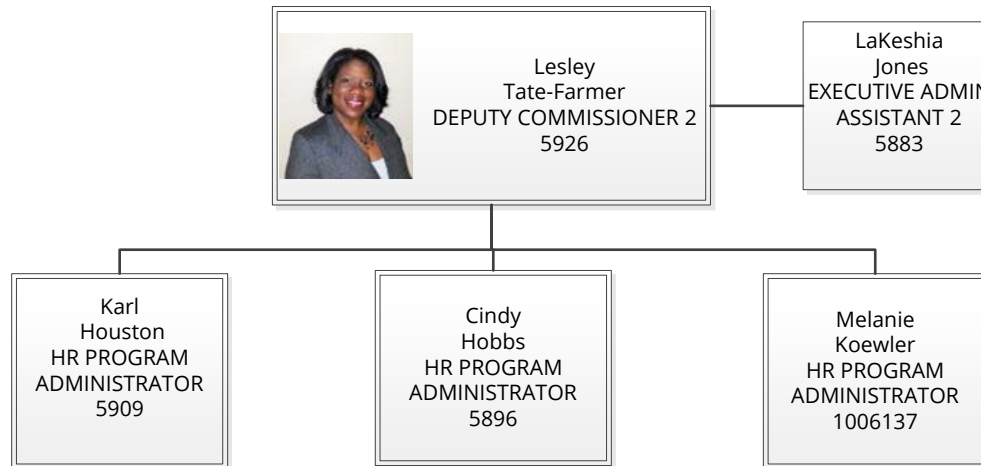 Lesley
Tate-Farmer
DEPUTY COMMISSIONER 2
5926
LaKeshia
Jones
EXECUTIVE ADMIN
ASSISTANT 2
5883
Karl
Houston
HR PROGRAM
ADMINISTRATOR
5909
Cindy
Hobbs
HR PROGRAM
ADMINISTRATOR
5896
Melanie
Koewler
HR PROGRAM
ADMINISTRATOR
1006137